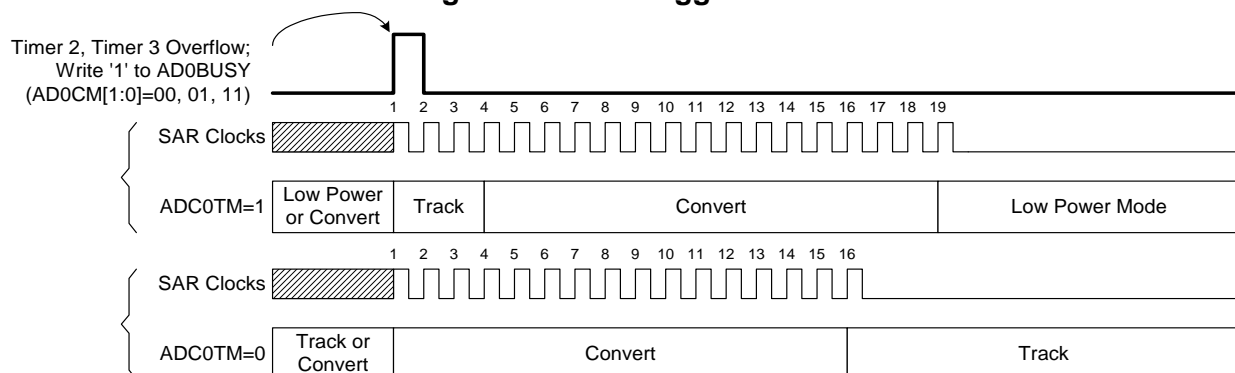 Timer 2, Timer 3 Overflow;
Write '1' to AD0BUSY
(AD0CM[1:0]=00, 01, 11)
1 2 3 4 5 6 7 8 9 10 11 12 13 14 15 16 17 18 19
SAR Clocks
ADC0TM=1
Low Power
or Convert
Track
Convert
Low Power Mode
1 2 3 4 5 6 7 8 9 10 11 12 13 14 15 16
SAR Clocks
ADC0TM=0
Track or
Convert
Convert
Track